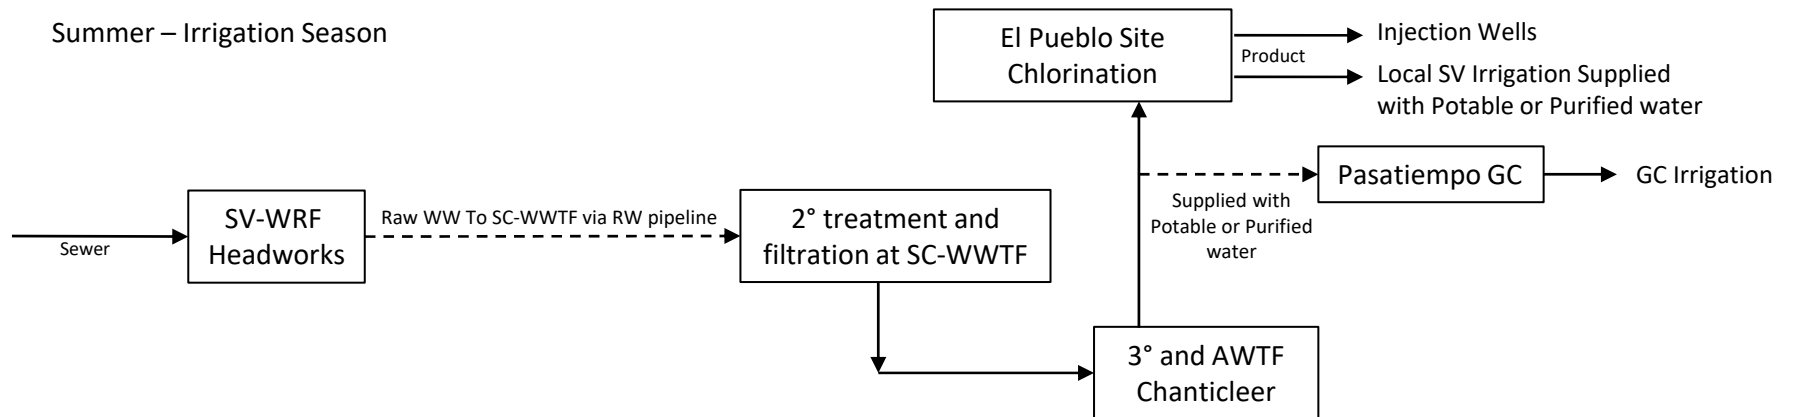 Summer – Irrigation Season
El Pueblo Site
Chlorination
Product
Injection Wells
Local SV Irrigation Supplied
with Potable or Purified water
Pasatiempo GC
GC Irrigation
Supplied with
Potable or Purified
water
Sewer
SV-WRF
Headworks
Raw WW To SC-WWTF via RW pipeline
2° treatment and
filtration at SC-WWTF
3° and AWTF
Chanticleer